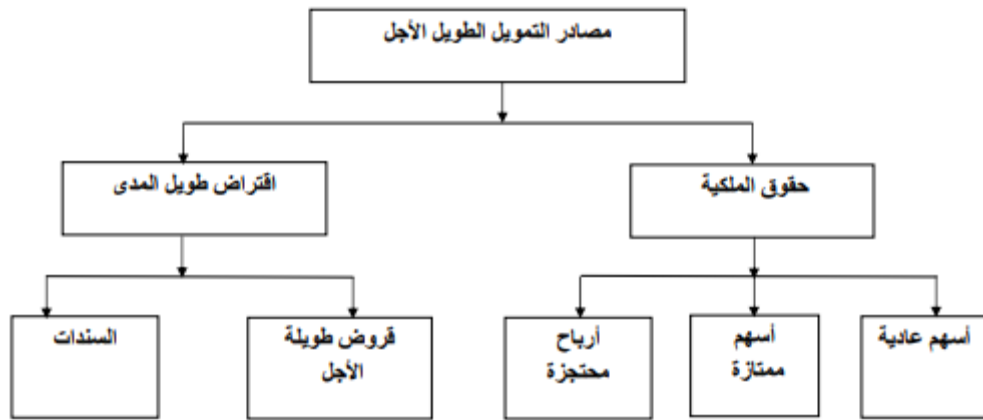 مصادر التمويل الطويل الأجل
حقوق الملكية
اقتراض طويل المدى
أسهم عادية
أسهم
ممتازة
أرباح
محتجزة
قروض طويلة
الأجل
السندات